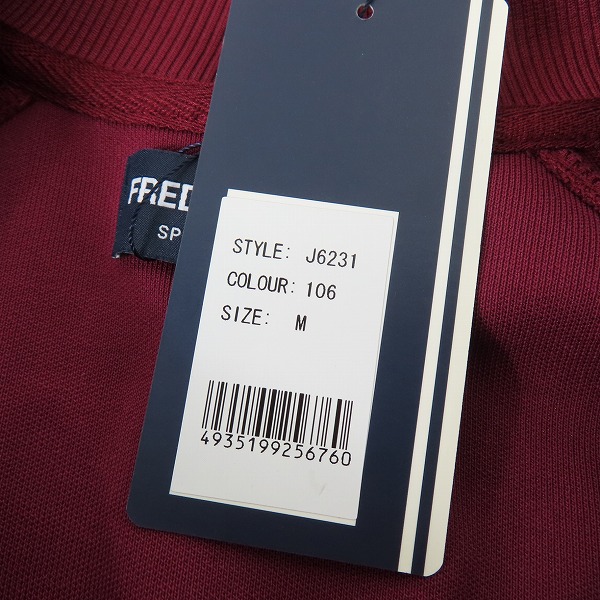 FRED
SP
STYLE: J6231
COLOUR: 106
SIZE: M
4935199256760